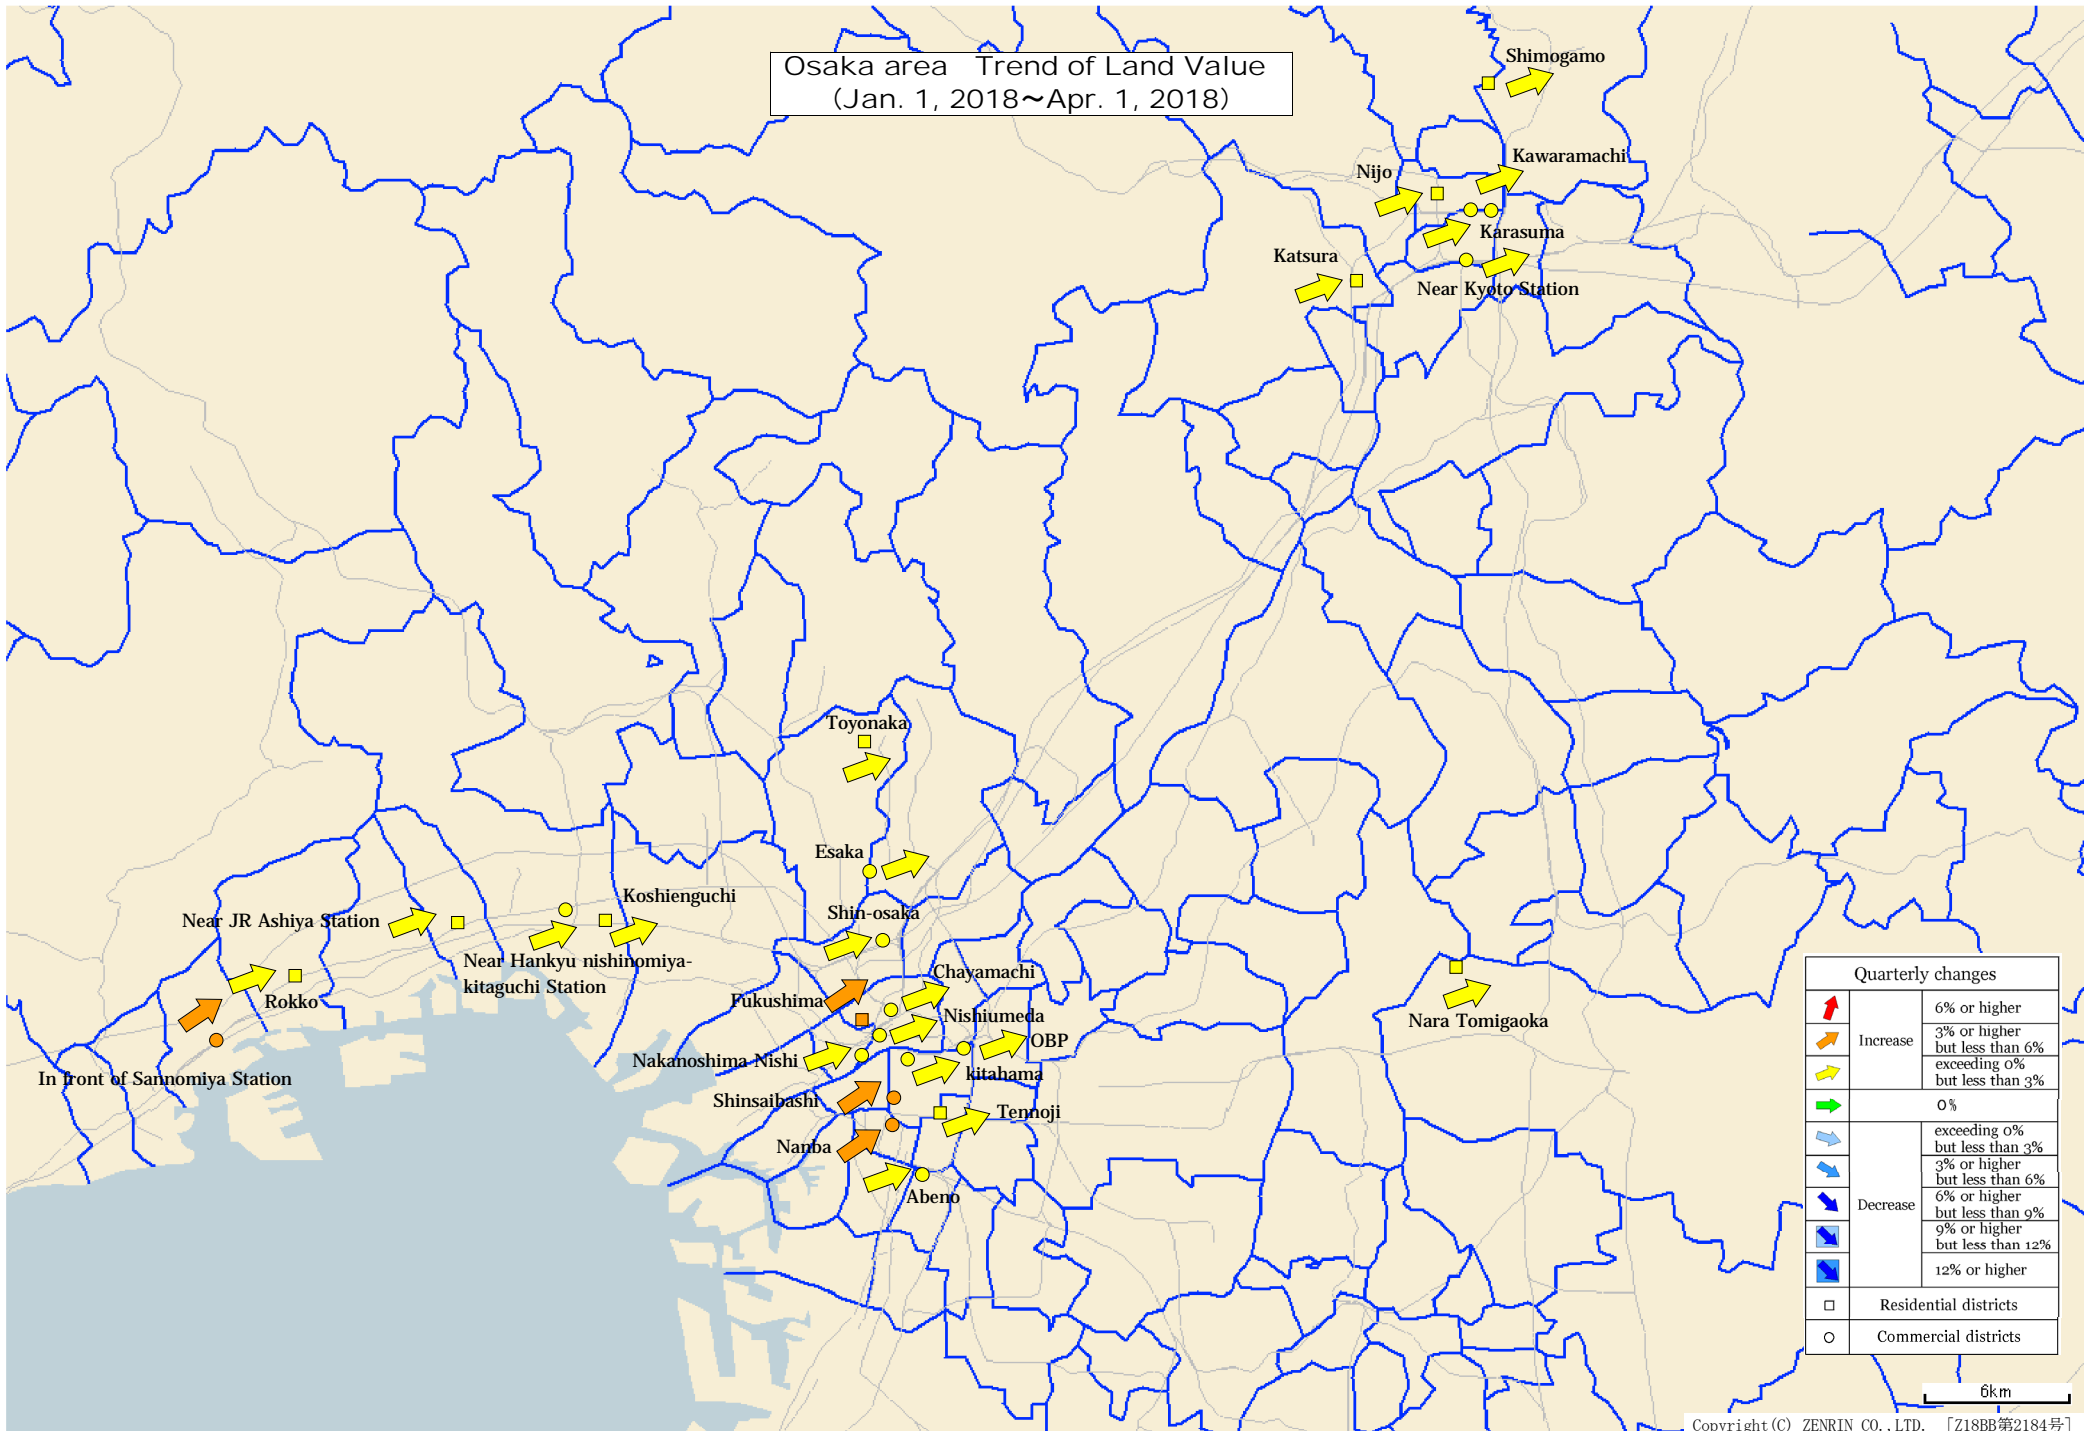 Osaka area Trend of Land Value
(Jan. 1, 2018～Apr. 1, 2018)
Shimogamo
Kawaramachi
Nijo
Karasuma
Katsura
Near Kyoto Station
Toyonaka
Esaka
Koshienguchi
Near JR Ashiya Station
Shin-osaka
Near Hankyu nishinomiya-
kitaguchi Station
Chayamachi
Rokko
Fukushima
Nishiumeda
Nara Tomigaoka
OBP
Nakanoshima-Nishi
kitahama
In front of Sannomiya Station
Shinsaibashi
Tennoji
Nanba
Abeno
Quarterly changes
Increase
6% or higher
3% or higher
but less than 6%
exceeding 0%
but less than 3%
0%
Decrease
exceeding 0%
but less than 3%
3% or higher
but less than 6%
6% or higher
but less than 9%
9% or higher
but less than 12%
12% or higher
Residential districts
Commercial districts
6km
Copyright(C) ZENRIN CO.,LTD. ［Z18BB第2184号］